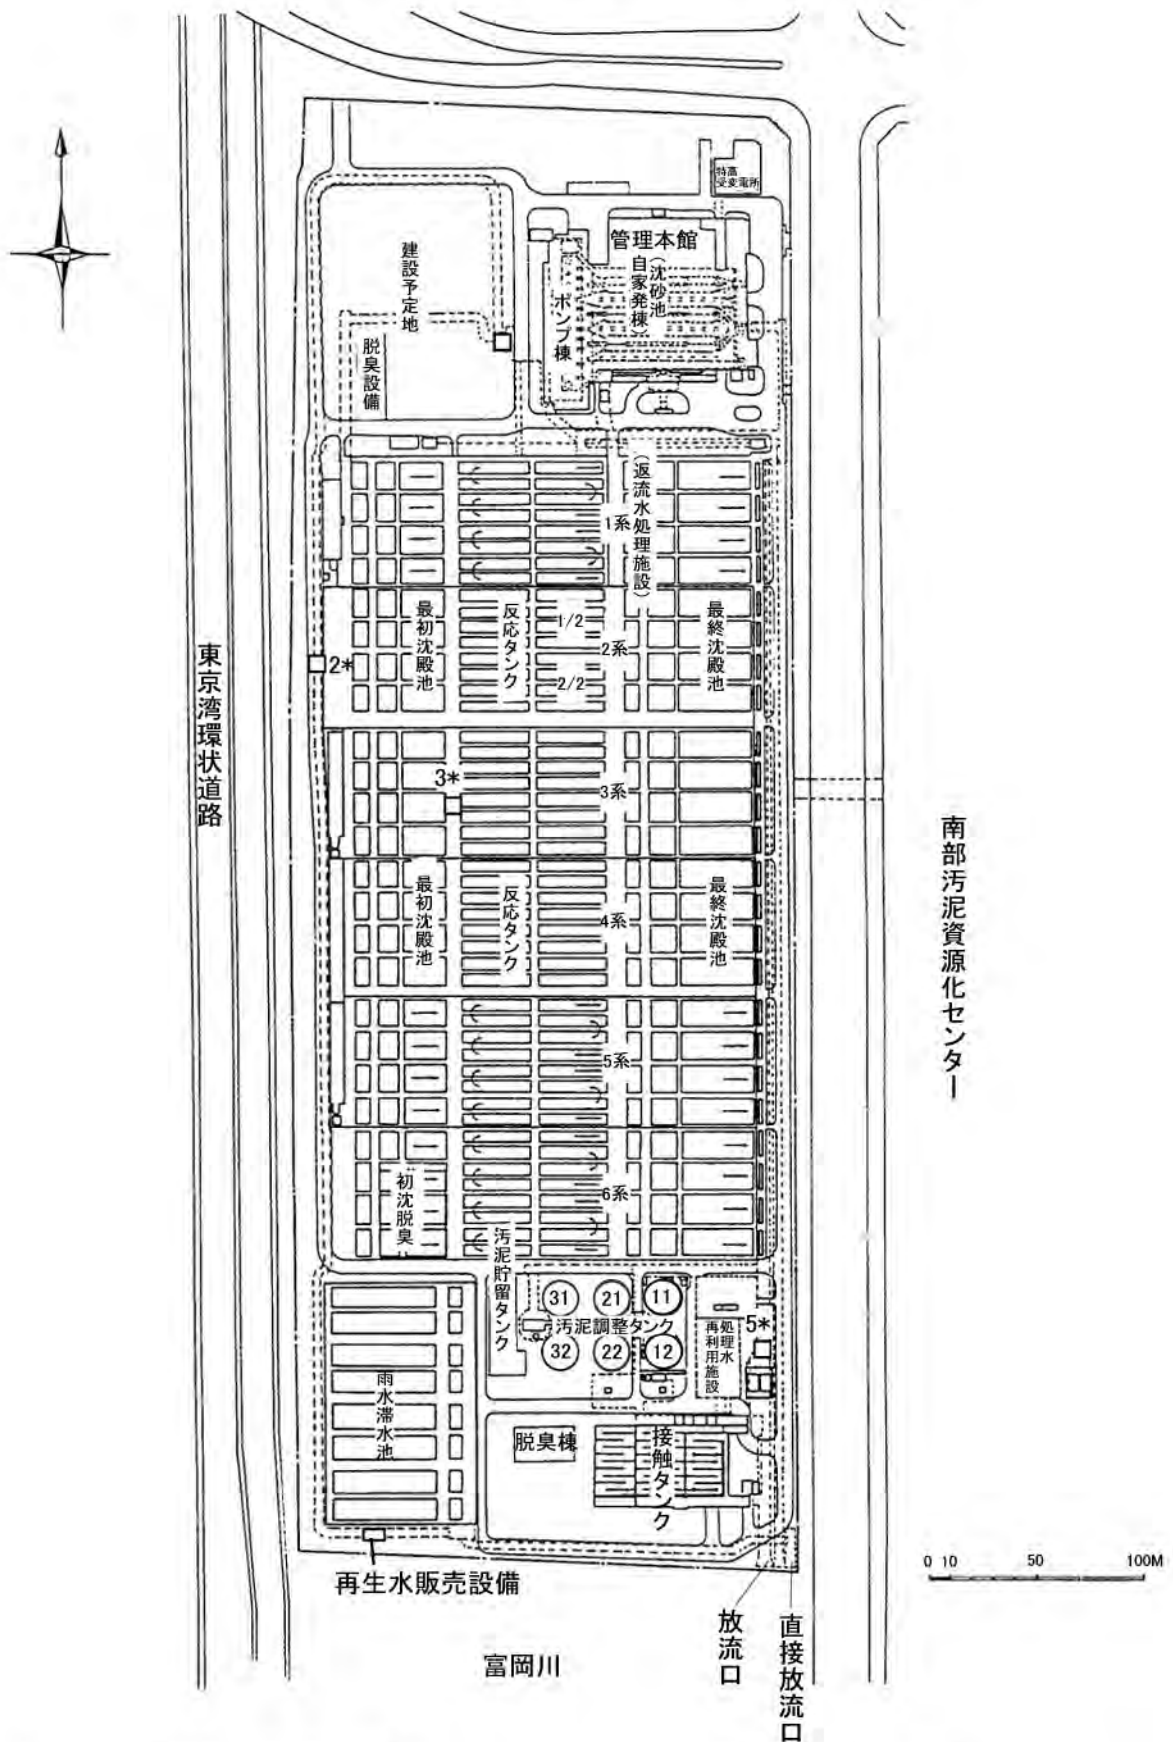 特高
受変電所
管理本館
(沈砂池
自家発棟)
ポンプ棟
建設予定地
脱臭設備
(返流水処理施設)
1系
最初沈殿池
反応タンク
1/2
2/2
2系
最終沈殿池
2*
東京湾環状道路
3*
3系
南部汚泥資源化センター
最初沈殿池
反応タンク
4系
最終沈殿池
5系
6系
初沈脱臭
汚泥貯留タンク
31
21
11
汚泥調整タンク
32
22
12
処理水
再利用施設
5*
雨水滞水池
脱臭棟
接触タンク
0 10 50 100M
再生水販売設備
放流口
直接放流口
富岡川